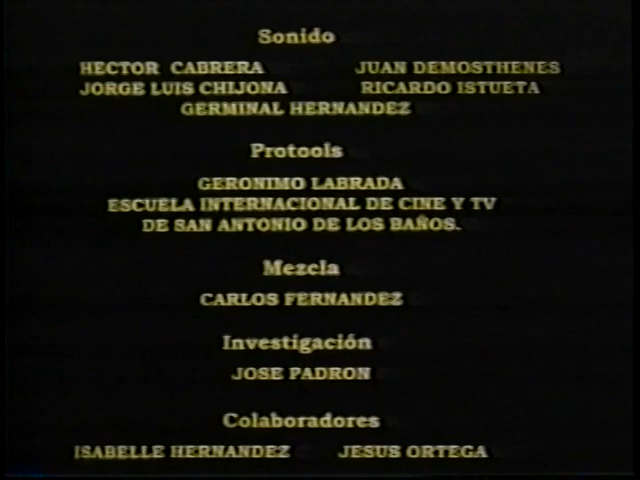 Sonido
HECTOR CABRERA JUAN DEMOSTHENES
JORGE LUIS CHIJONA RICARDO ISTUETA
GERMINAL HERNANDEZ
Protools
GERONIMO LABRADA
ESCUELA INTERNACIONAL DE CINE Y TV
DE SAN ANTONIO DE LOS BAÑOS.
Mezcla
CARLOS FERNANDEZ
Investigación
JOSE PADRON
Colaboradores
ISABELLE HERNANDEZ JESUS ORTEGA